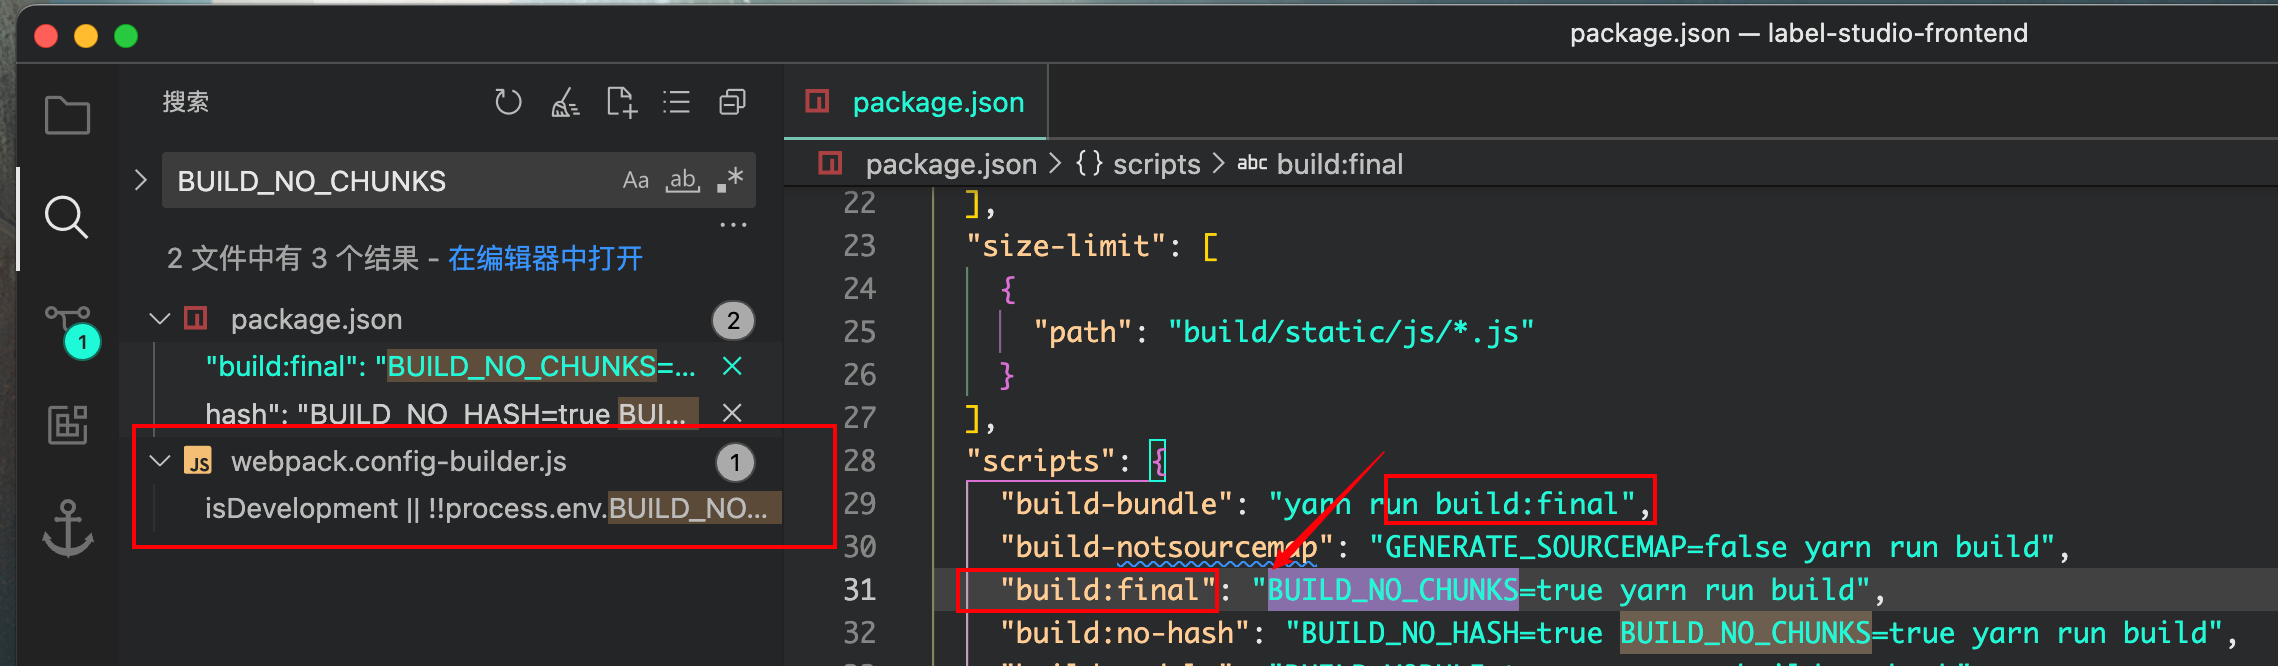 package.json — label-studio-frontend
搜索
BUILD_NO_CHUNKS
Aa ab .*
...
2 文件中有 3 个结果 - 在编辑器中打开
package.json 2
"build:final": "BUILD_NO_CHUNKS=...
hash": "BUILD_NO_HASH=true BUI...
JS webpack.config-builder.js 1
isDevelopment || !!process.env.BUILD_NO...
1
package.json
package.json > {} scripts > abc build:final
22 ],
23 "size-limit": [
24 {
25 "path": "build/static/js/*.js"
26 }
27 ],
28 "scripts": {
29 "build-bundle": "yarn run build:final",
30 "build-notsourcemap": "GENERATE_SOURCEMAP=false yarn run build",
31 "build:final": "BUILD_NO_CHUNKS=true yarn run build",
32 "build:no-hash": "BUILD_NO_HASH=true BUILD_NO_CHUNKS=true yarn run build",